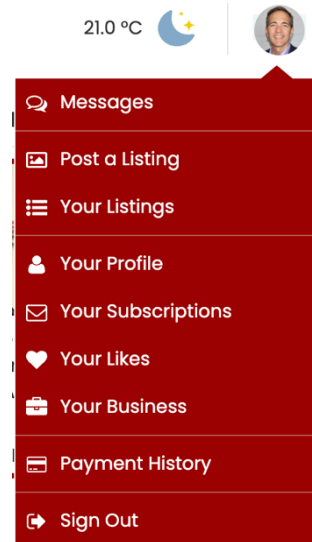 21.0 °C
Messages
Post a Listing
Your Listings
Your Profile
Your Subscriptions
Your Likes
Your Business
Payment History
Sign Out